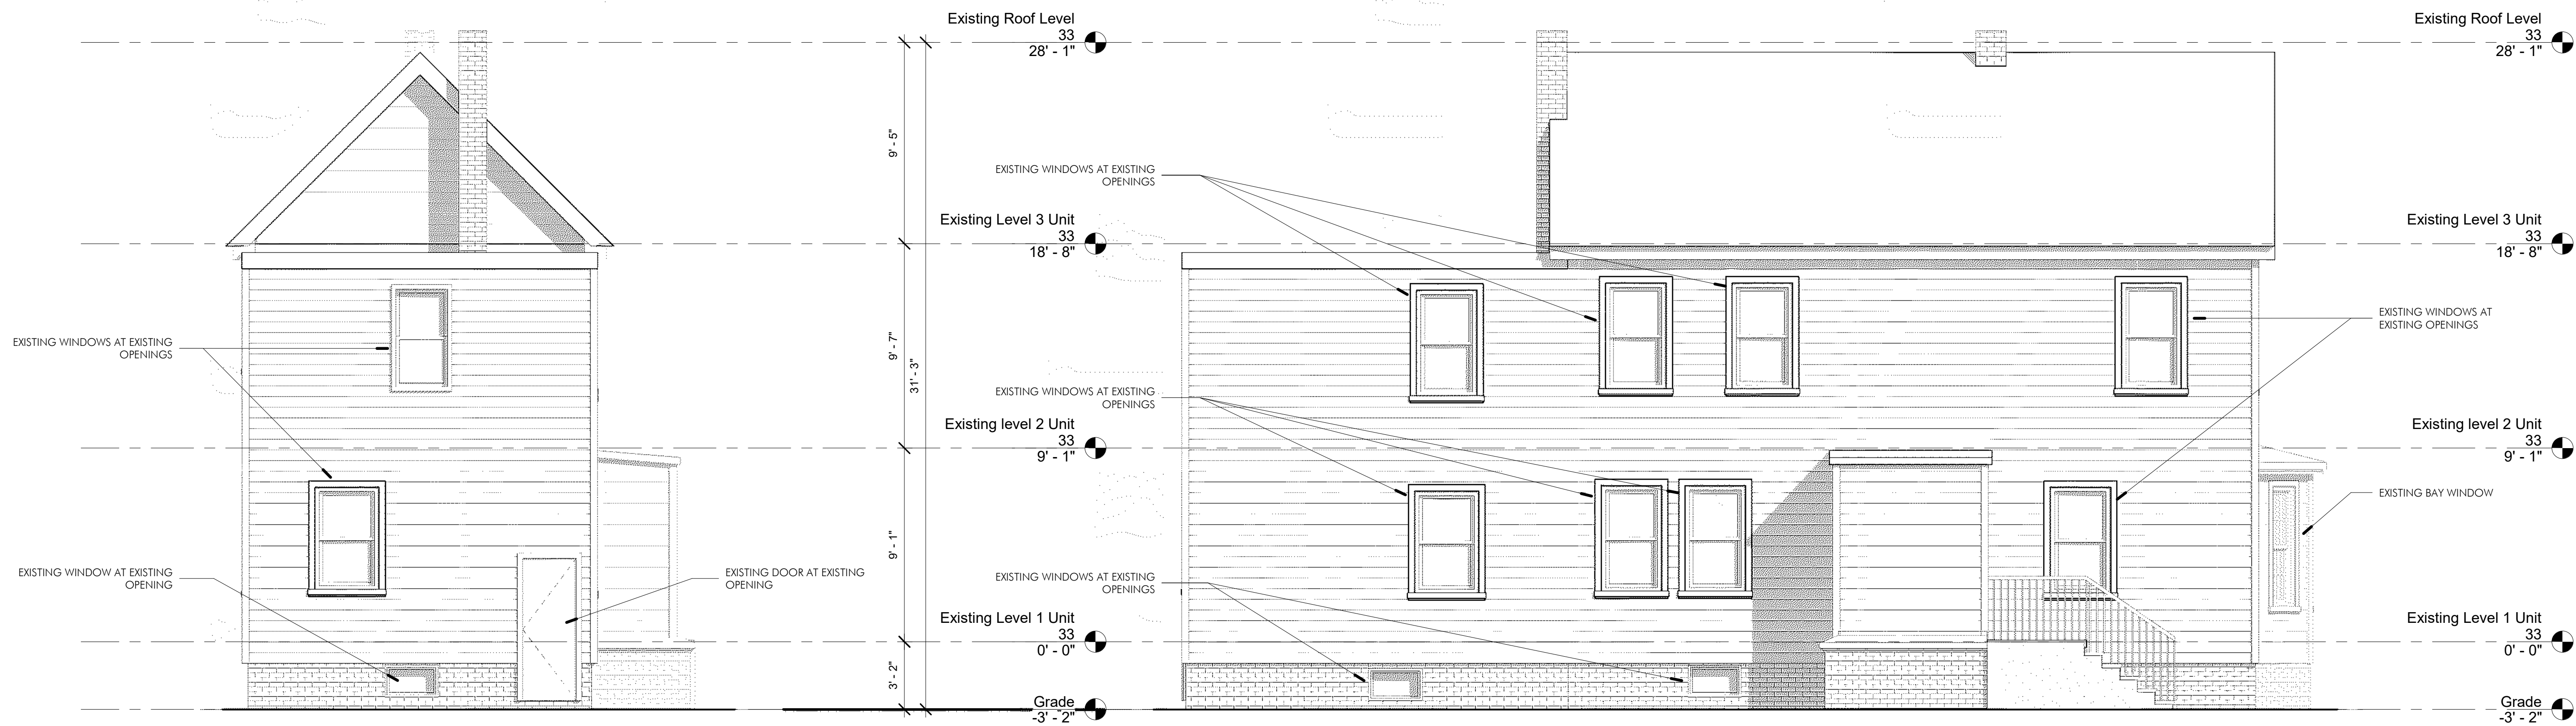 Existing Roof Level
33
28' - 1"
Existing Roof Level
33
28' - 1"
9' - 5"
EXISTING WINDOWS AT EXISTING
OPENINGS
Existing Level 3 Unit
33
18' - 8"
Existing Level 3 Unit
33
18' - 8"
EXISTING WINDOWS AT EXISTING
OPENINGS
9' - 7"
31' - 3"
EXISTING WINDOWS AT
EXISTING OPENINGS
EXISTING WINDOWS AT EXISTING
OPENINGS
Existing level 2 Unit
33
9' - 1"
Existing level 2 Unit
33
9' - 1"
EXISTING BAY WINDOW
9' - 1"
EXISTING WINDOW AT EXISTING
OPENING
EXISTING DOOR AT EXISTING
OPENING
EXISTING WINDOWS AT EXISTING
OPENINGS
Existing Level 1 Unit
33
0' - 0"
Existing Level 1 Unit
33
0' - 0"
3' - 2"
Grade
-3' - 2"
Grade
-3' - 2"